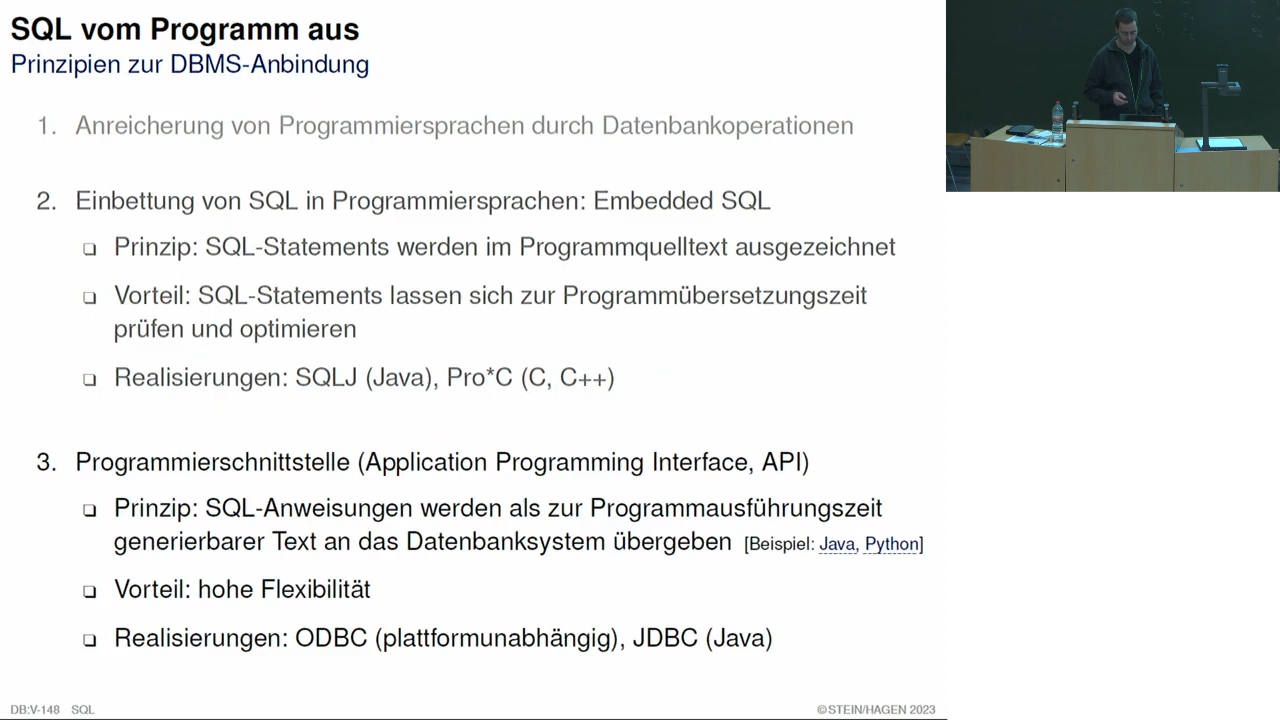 SQL vom Programm aus
Prinzipien zur DBMS-Anbindung
1. Anreicherung von Programmiersprachen durch Datenbankoperationen
2. Einbettung von SQL in Programmiersprachen: Embedded SQL
❑ Prinzip: SQL-Statements werden im Programmquelltext ausgezeichnet
❑ Vorteil: SQL-Statements lassen sich zur Programmübersetzungszeit
prüfen und optimieren
❑ Realisierungen: SQLJ (Java), Pro*C (C, C++)
3. Programmierschnittstelle (Application Programming Interface, API)
❑ Prinzip: SQL-Anweisungen werden als zur Programmausführungszeit
generierbarer Text an das Datenbanksystem übergeben [Beispiel: Java, Python]
❑ Vorteil: hohe Flexibilität
❑ Realisierungen: ODBC (plattformunabhängig), JDBC (Java)
DB:V-148 SQL ©STEIN/HAGEN 2023